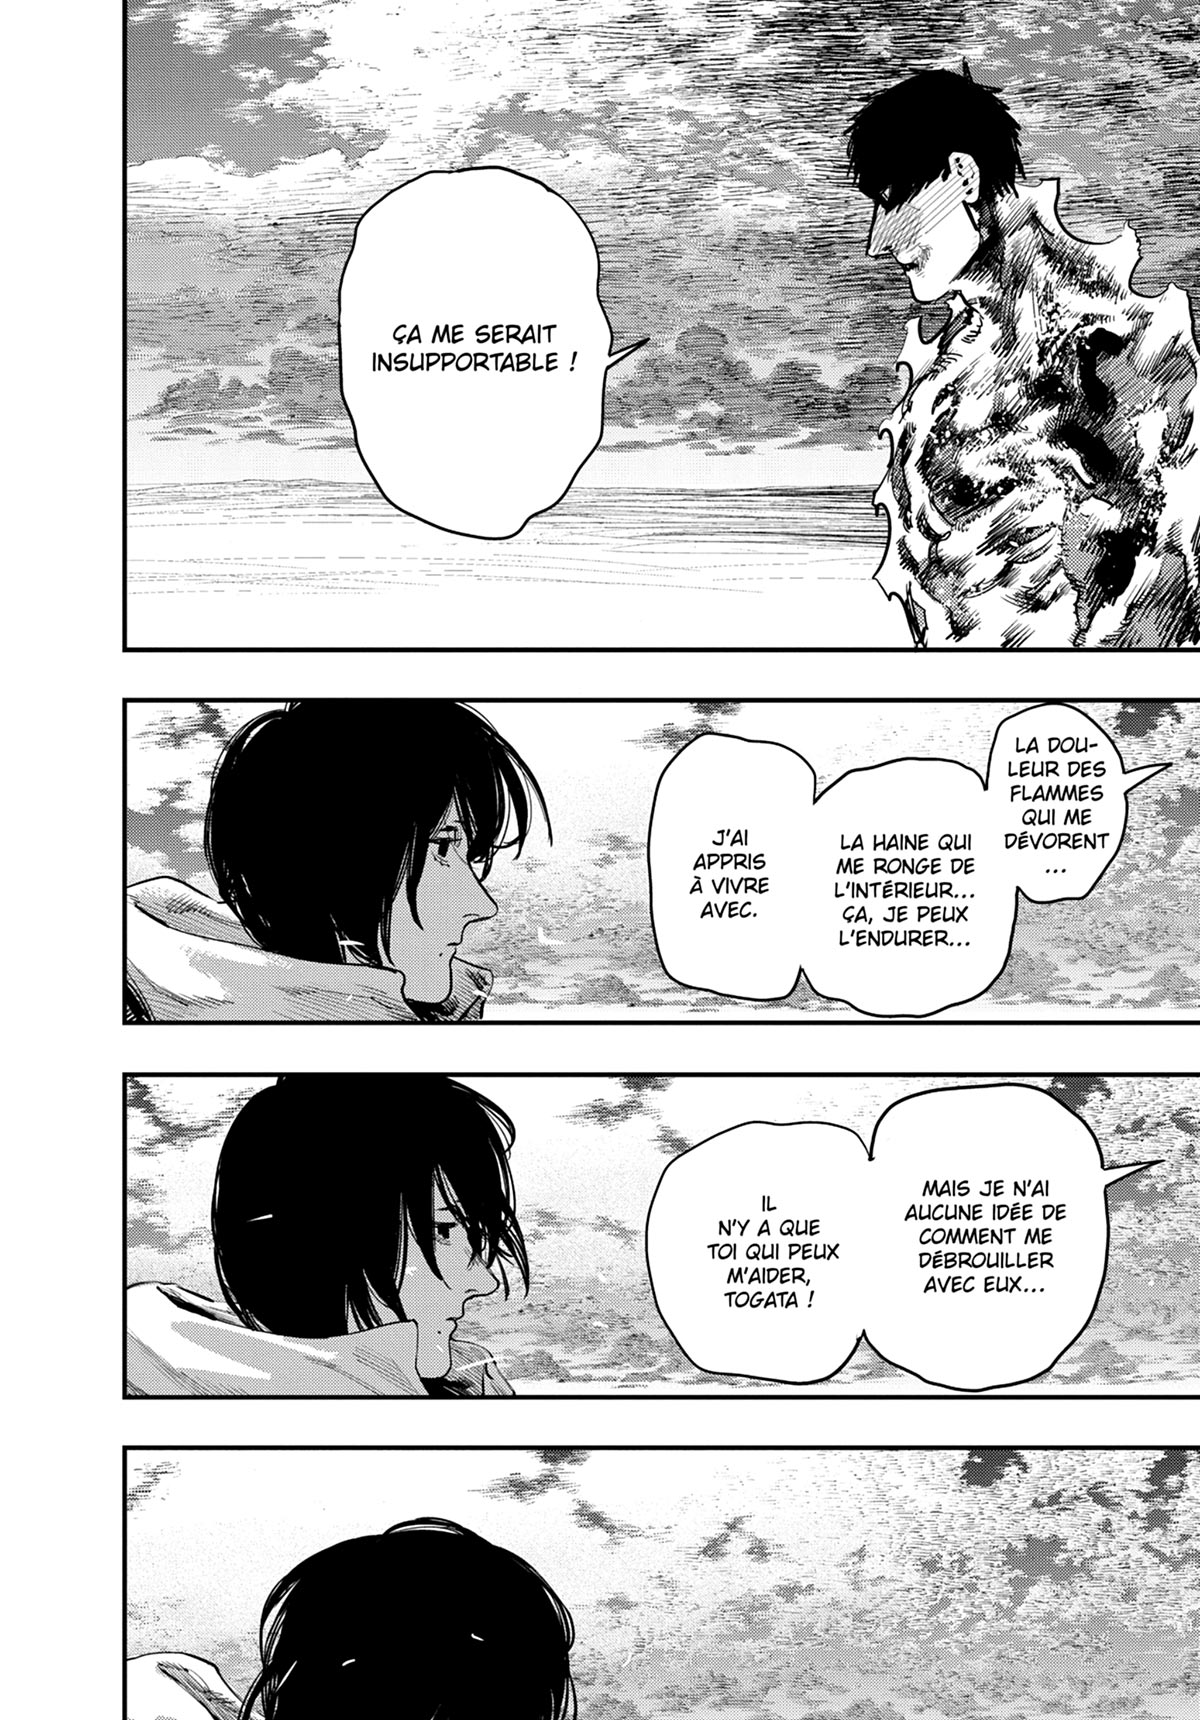 ÇA ME SERAIT
INSUPPORTABLE !
LA DOU-
LEUR DES
FLAMMES
QUI ME
DÉVORENT
...
LA HAINE QUI
ME RONGE DE
L'INTÉRIEUR...
ÇA, JE PEUX
L'ENDURER...
J'AI
APPRIS
À VIVRE
AVEC.
MAIS JE N'AI
AUCUNE IDÉE DE
COMMENT ME
DÉBROUILLER
AVEC EUX...
IL
N'Y A QUE
TOI QUI PEUX
M'AIDER,
TOGATA !